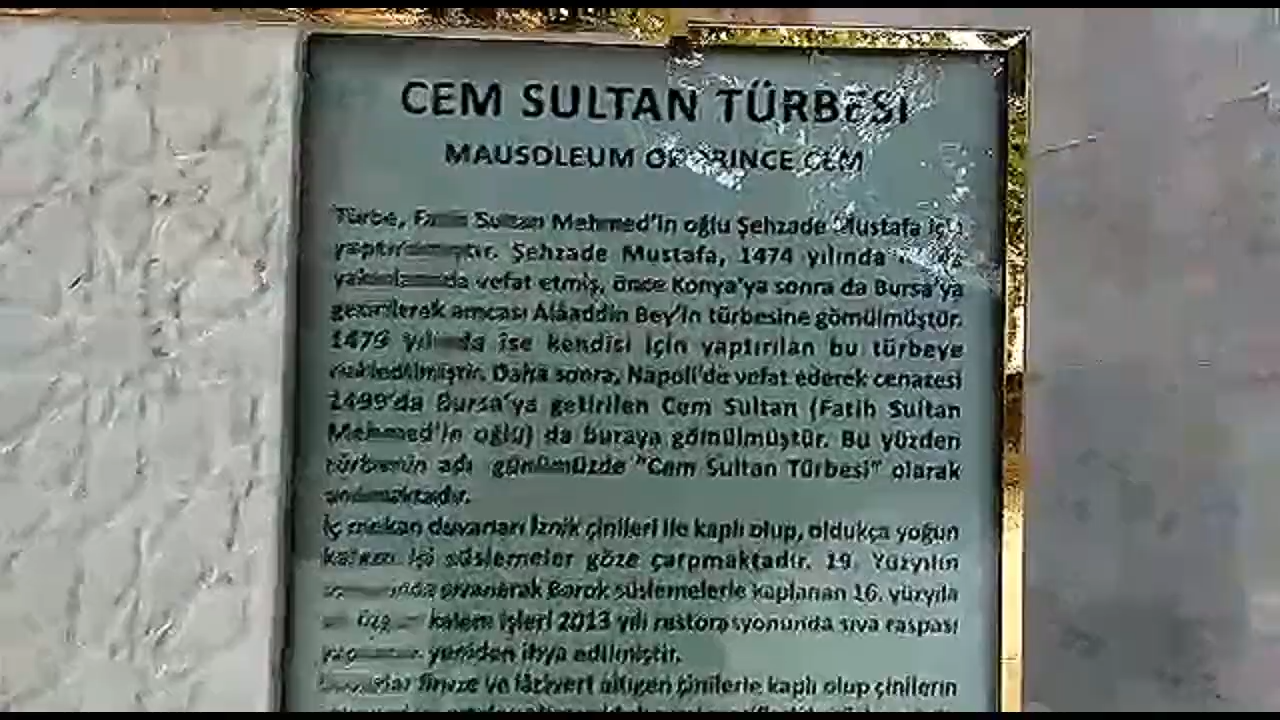 CEM SULTAN TÜRBESİ
MAUSOLEUM OF PRINCE CEM
Türbe, Fatih Sultan Mehmed'in oğlu Şehzade Mustafa için
yaptırılmıştır. Şehzade Mustafa, 1474 yılında
yakınlarında vefat etmiş, önce Konya'ya sonra da Bursa'ya
getirilerek amcası Alâaddin Bey'in türbesine gömülmüştür.
1479 yılında ise kendisi için yaptırılan bu türbeye
nakledilmiştir. Daha sonra, Napoli'de vefat ederek cenazesi
1499'da Bursa'ya getirilen Cem Sultan (Fatih Sultan
Mehmed'in oğlu) da buraya gömülmüştür. Bu yüzden
türbenin adı günümüzde "Cem Sultan Türbesi" olarak
anılmaktadır.
İç mekan duvarları İznik çinileri ile kaplı olup, oldukça yoğun
kalem işi süslemeler göze çarpmaktadır. 19. Yüzyılın
Barok süslemelerle kaplanan 16. yüzyıla
kalem işleri 2013 yılı restorasyonunda sıva raspası
yeniden ihya edilmiştir.
firuze ve lâcivert altıgen çinilerle kaplı olup çinilerin